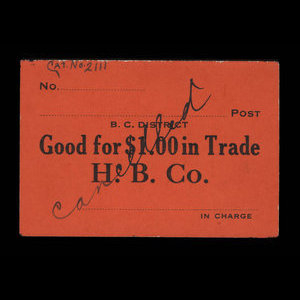 Cat. No. 2111
No.
Post
B. C. District
Good for $1.00 in Trade
H. B. Co.
cancelled
in charge